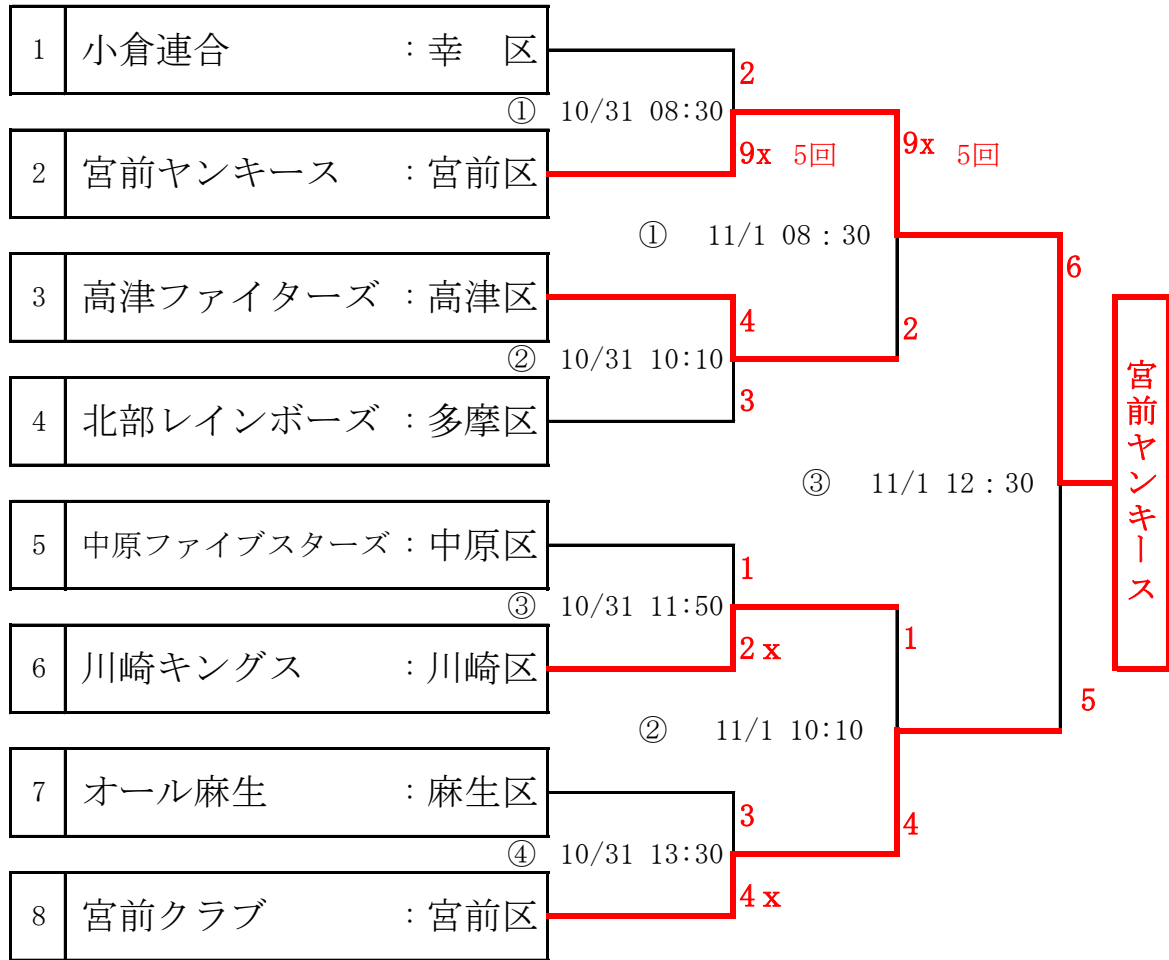 1 小倉連合 : 幸 区
2
① 10/31 08:30
9x 5回
9x 5回
2 宮前ヤンキース : 宮前区
① 11/1 08:30
3 高津ファイターズ : 高津区
4
6
2
② 10/31 10:10
3
4 北部レインボーズ : 多摩区
宮前ヤンキース
③ 11/1 12:30
5 中原ファイブスターズ : 中原区
1
③ 10/31 11:50
2x
1
6 川崎キングス : 川崎区
5
② 11/1 10:10
7 オール麻生 : 麻生区
3
4
④ 10/31 13:30
4x
8 宮前クラブ : 宮前区